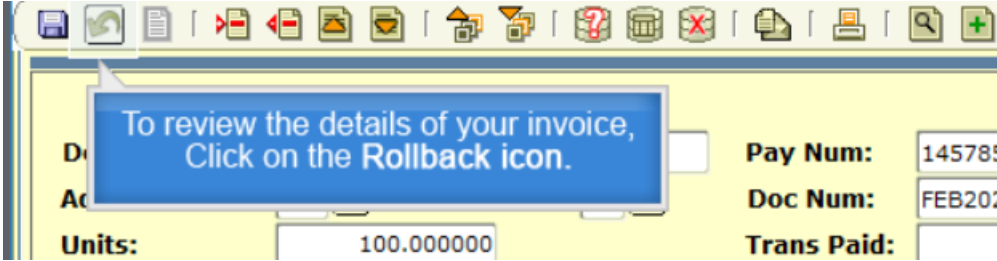 To review the details of your invoice,
Click on the Rollback icon.
Pay Num: 145785
Doc Num: FEB202
Units: 100.000000 Trans Paid: